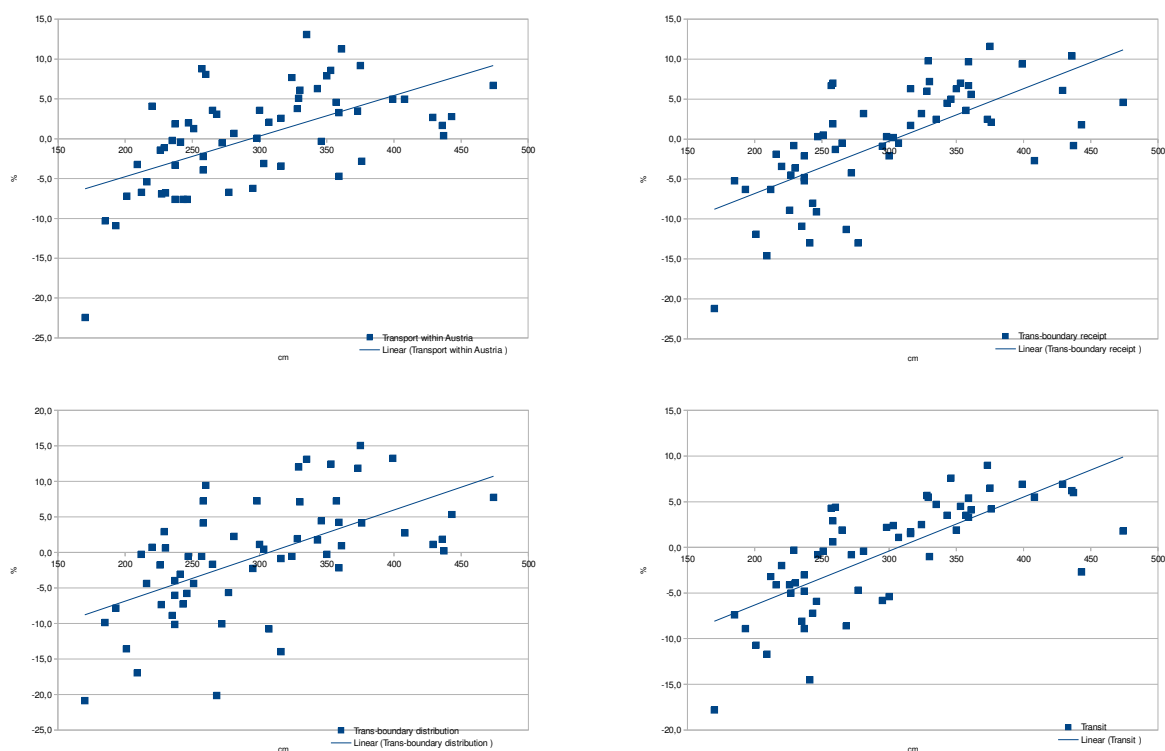 15,0
10,0
5,0
0,0
-5,0
-10,0
-15,0
-20,0
-25,0
150 200 250 300 350 400 450 500
%
cm
Transport within Austria
Linear (Transport within Austria )
15,0
10,0
5,0
0,0
-5,0
-10,0
-15,0
-20,0
-25,0
150 200 250 300 350 400 450 500
%
cm
Trans-boundary receipt
Linear (Trans-boundary receipt )
20,0
15,0
10,0
5,0
0,0
-5,0
-10,0
-15,0
-20,0
-25,0
150 200 250 300 350 400 450 500
%
cm
Trans-boundary distribution
Linear (Trans-boundary distribution )
15,0
10,0
5,0
0,0
-5,0
-10,0
-15,0
-20,0
150 200 250 300 350 400 450 500
%
cm
Transit
Linear (Transit )